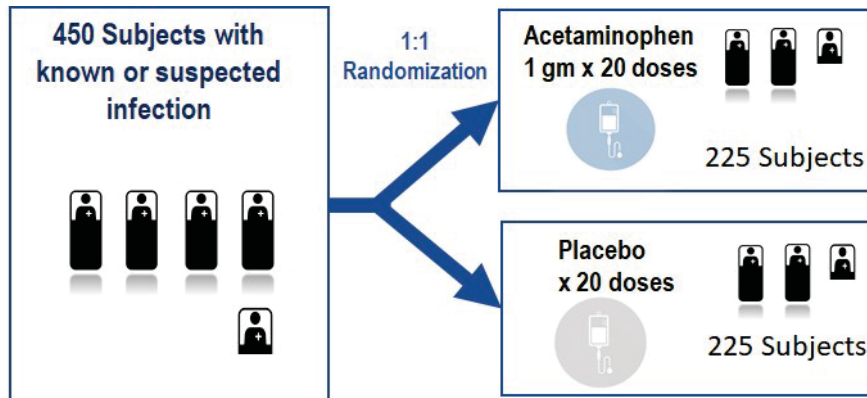 450 Subjects with
known or suspected
infection
1:1
Randomization
Acetaminophen
1 gm x 20 doses
225 Subjects
Placebo
x 20 doses
225 Subjects